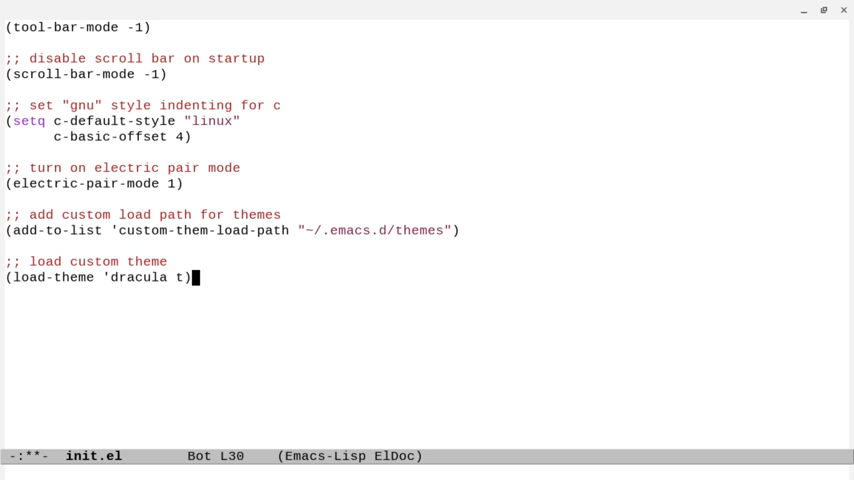 (tool-bar-mode -1)
;; disable scroll bar on startup
(scroll-bar-mode -1)
;; set "gnu" style indenting for c
(setq c-default-style "linux"
      c-basic-offset 4)
;; turn on electric pair mode
(electric-pair-mode 1)
;; add custom load path for themes
(add-to-list 'custom-them-load-path "~/.emacs.d/themes")
;; load custom theme
(load-theme 'dracula t)
-:**-  init.el        Bot L30    (Emacs-Lisp ElDoc)